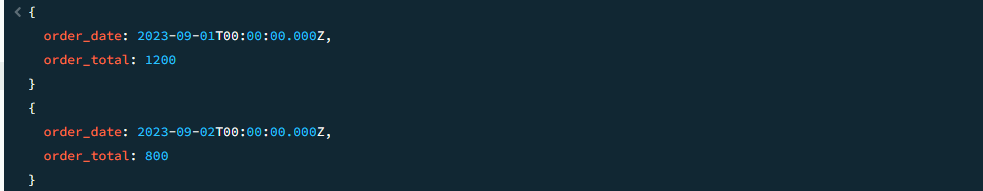 {
order_date: 2023-09-01T00:00:00.000Z,
order_total: 1200
}
{
order_date: 2023-09-02T00:00:00.000Z,
order_total: 800
}